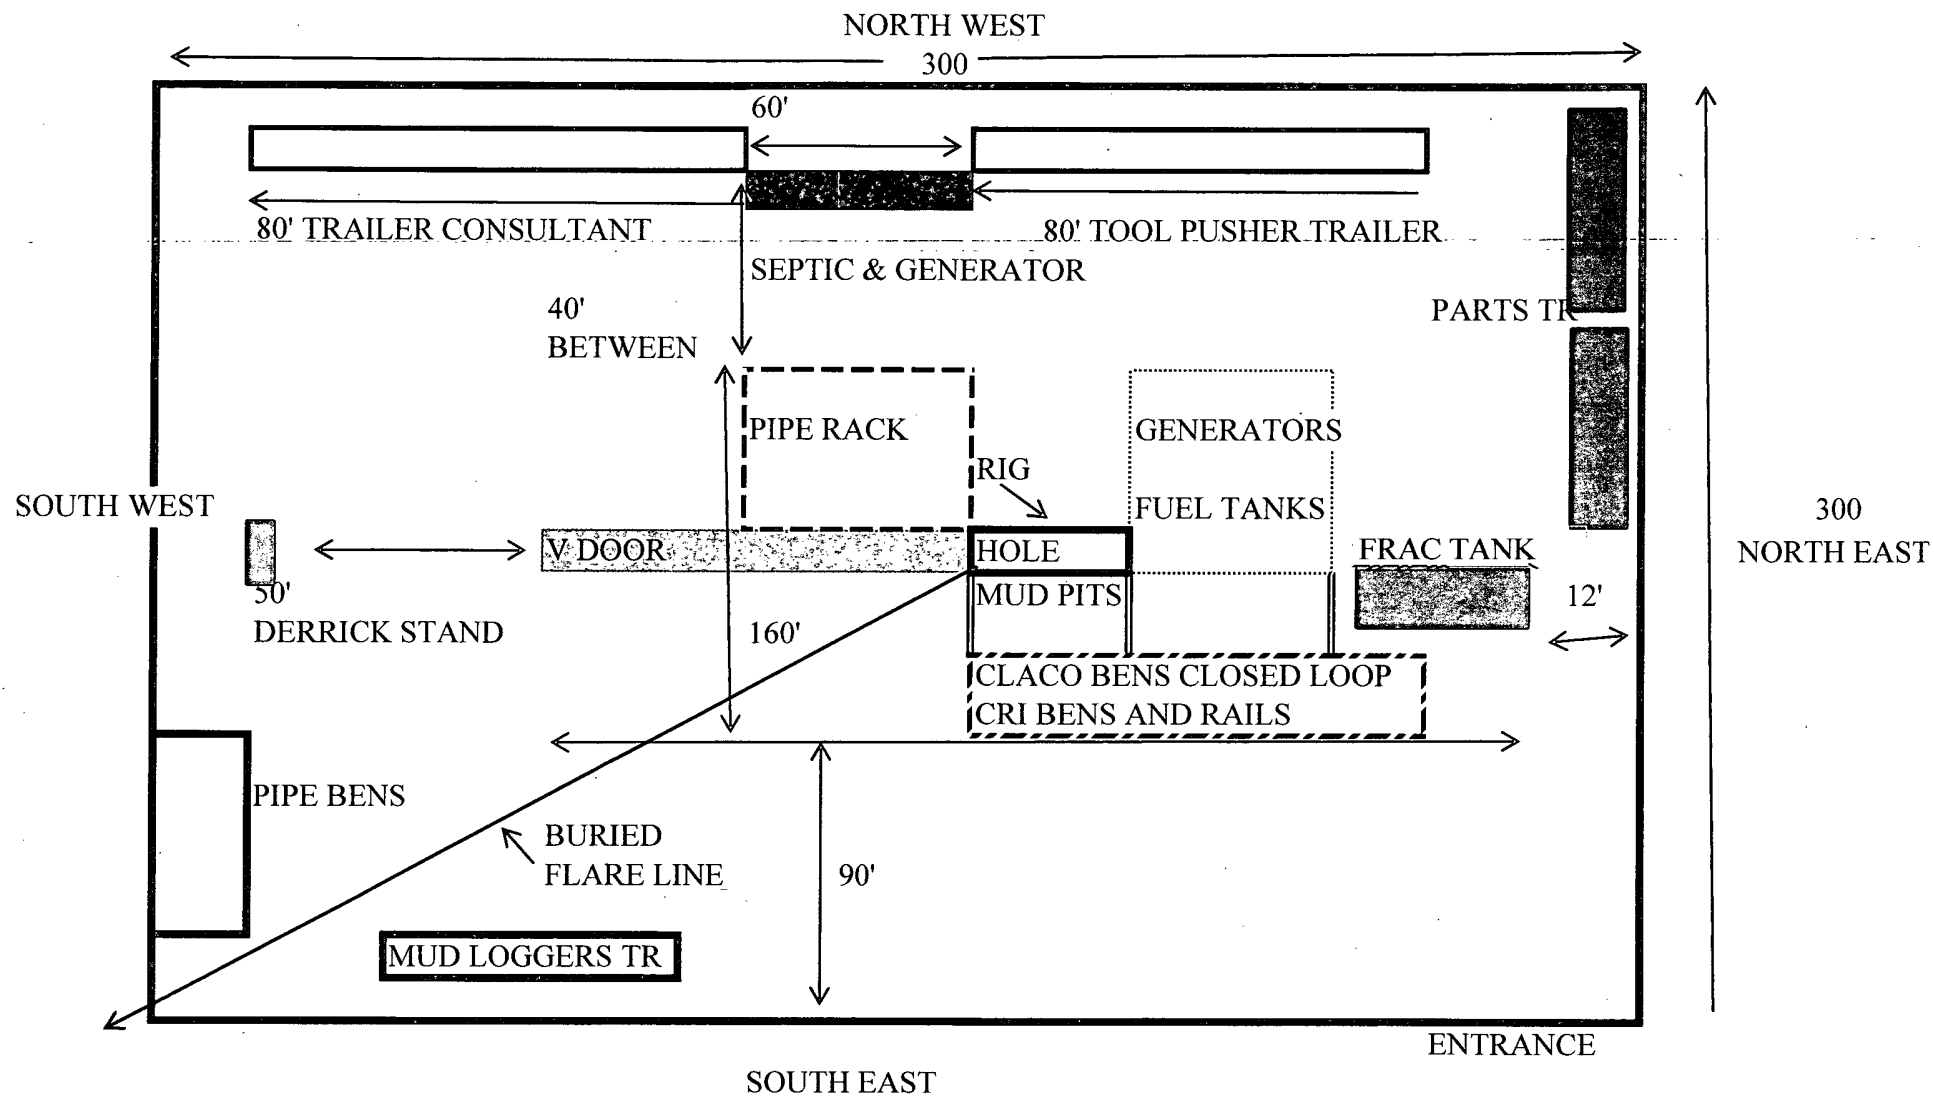 NORTH WEST
300
60'
80' TRAILER CONSULTANT
80' TOOL PUSHER TRAILER
SEPTIC & GENERATOR
40'
BETWEEN
PARTS TR
PIPE RACK
GENERATORS
RIG
SOUTH WEST
FUEL TANKS
300
NORTH EAST
V DOOR
HOLE
FRAC TANK
50'
MUD PITS
12'
DERRICK STAND
160'
CLACO BENS CLOSED LOOP
CRI BENS AND RAILS
PIPE BENS
BURIED
FLARE LINE
90'
MUD LOGGERS TR
ENTRANCE
SOUTH EAST